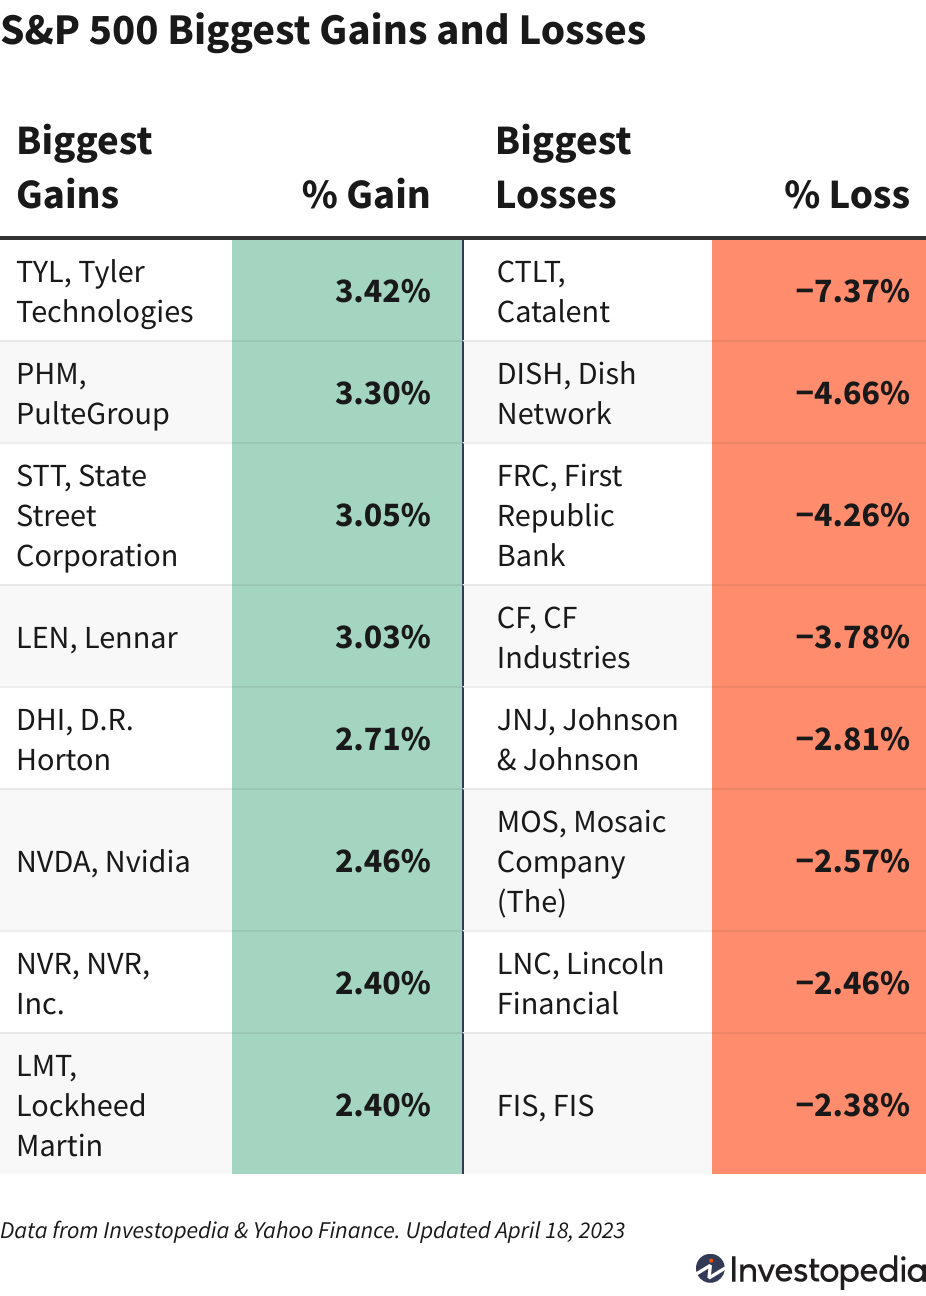 S&P 500 Biggest Gains and Losses
Biggest
Gains
% Gain
Biggest
Losses
% Loss
TYL, Tyler
Technologies
3.42%
CTLT,
Catalent
−7.37%
PHM,
PulteGroup
3.30%
DISH, Dish
Network
−4.66%
STT, State
Street
Corporation
3.05%
FRC, First
Republic
Bank
−4.26%
LEN, Lennar
3.03%
CF, CF
Industries
−3.78%
DHI, D.R.
Horton
2.71%
JNJ, Johnson
& Johnson
−2.81%
NVDA, Nvidia
2.46%
MOS, Mosaic
Company
(The)
−2.57%
NVR, NVR,
Inc.
2.40%
LNC, Lincoln
Financial
−2.46%
LMT,
Lockheed
Martin
2.40%
FIS, FIS
−2.38%
Data from Investopedia & Yahoo Finance. Updated April 18, 2023
Investopedia